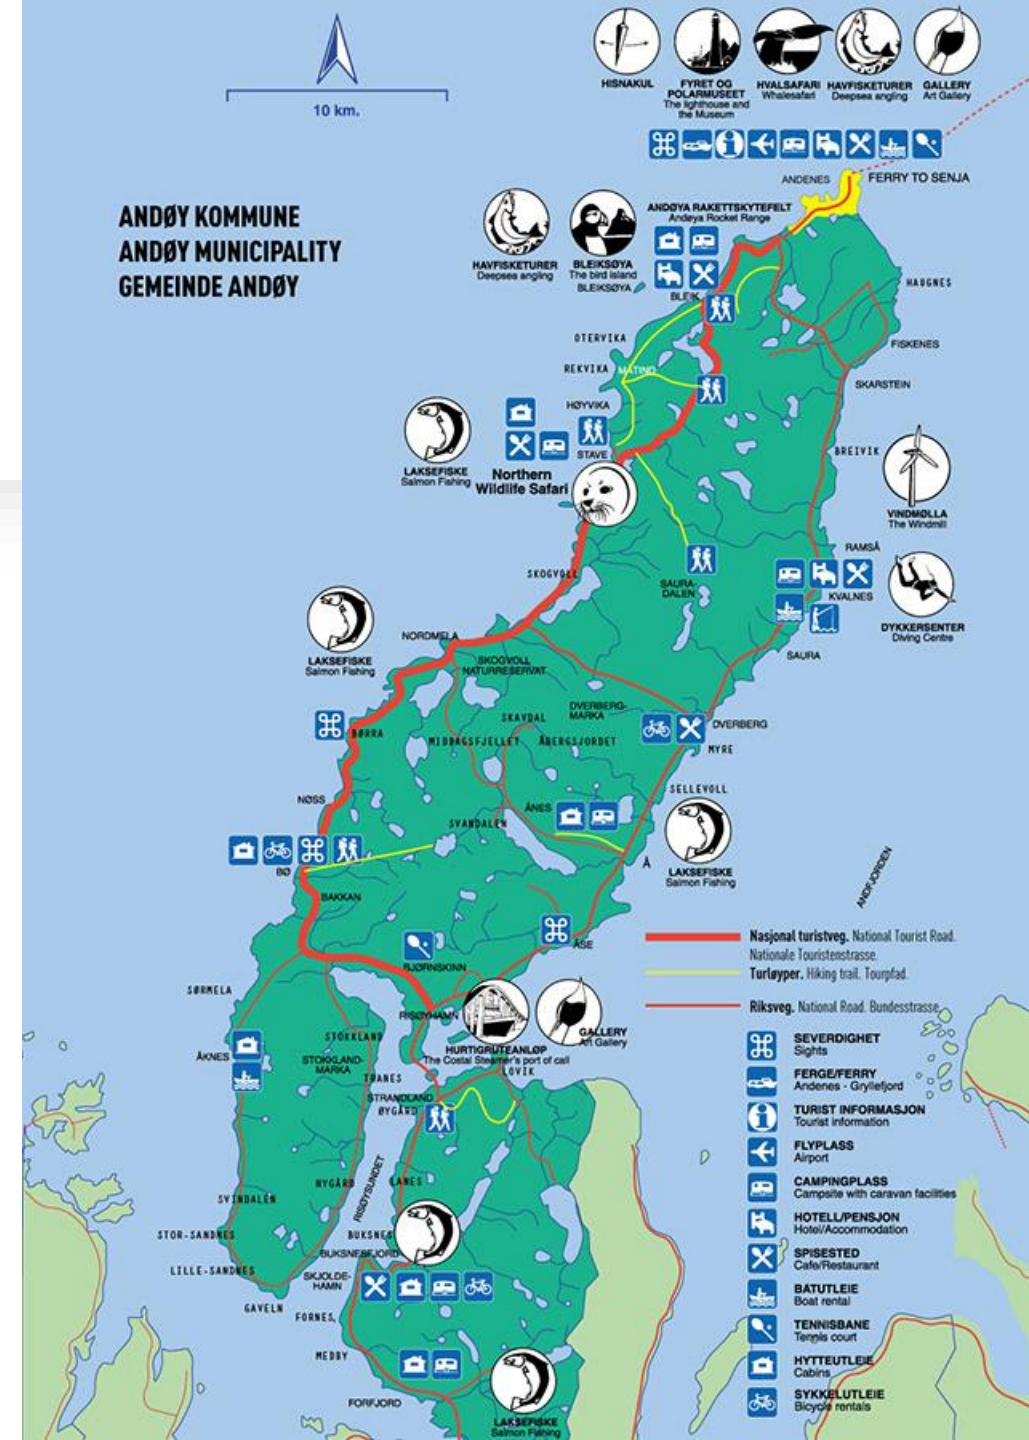 10 km.
ANDØY KOMMUNE
ANDØY MUNICIPALITY
GEMEINDE ANDØY
HISNAKUL
FYRET OG
POLARMUSEET
The lighthouse and
the Museum
HVALSAFARI
Whalesafari
HAVFISKETURER
Deepsea angling
GALLERY
Art Gallery
ANDENES
FERRY TO SENJA
ANDØYA RAKETTSKYTEFELT
Andøya Rocket Range
HAVFISKETURER
Deepsea angling
BLEIKSØYA
The bird island
BLEIKSØYA
BLEIK
HAUGNES
OTERVIKA
FISKENES
REKVIKA
MÅTIND
SKARSTEIN
HØYVIKA
STAVE
BREIVIK
LAKSEFISKE
Salmon Fishing
Northern
Wildlife Safari
VINDMØLLA
The Windmill
RAMSÅ
SKOGVOLL
SAURA-
DALEN
KVALNES
DYKKERSENTER
Diving Centre
NORDMELA
SAURA
LAKSEFISKE
Salmon Fishing
SKOGVOLL
NATURRESERVAT
DVERBERG-
MARKA
SKAVDAL
DVERBERG
BØRRA
MIDDAGSFJELLET
ÅBERGSJORDET
MYRE
SELLEVOLL
NØSS
ÅNES
SVANDALEN
BØ
Å
LAKSEFISKE
Salmon Fishing
ANDFJORDEN
BAKKAN
ÅSE
BJØRNSKINN
SØRMELA
RISØYHAMN
GALLERY
Art Gallery
STOKKLAND
HURTIGRUTEANLØP
The Costal Steamer's port of call
ÅKNES
STOKKLAND-
MARKA
LOVIK
TRANES
STRANDLAND
ØYGÅRD
RISØYSUNDET
NYGÅRD
LANES
SVINDALEN
STOR-SANDNES
BUKSNES
BUKSNESFJORD
LILLE-SANDNES
SKJOLDE-
HAMN
GAVELN
FORNES
MEDBY
FORFJORD
LAKSEFISKE
Salmon Fishing
Nasjonal turistveg. National Tourist Road.
Nationale Touristenstrasse.
Turløyper. Hiking trail. Tourpfad.
Riksveg. National Road. Bundesstrasse
SEVERDIGHET
Sights
FERGE/FERRY
Andenes - Gryllefjord
TURIST INFORMASJON
Tourist information
FLYPLASS
Airport
CAMPINGPLASS
Campsite with caravan facilities
HOTELL/PENSJON
Hotel/Accommodation
SPISESTED
Cafe/Restaurant
BATUTLEIE
Boat rental
TENNISBANE
Tennis court
HYTTEUTLEIE
Cabins
SYKKELUTLEIE
Bicycle rentals